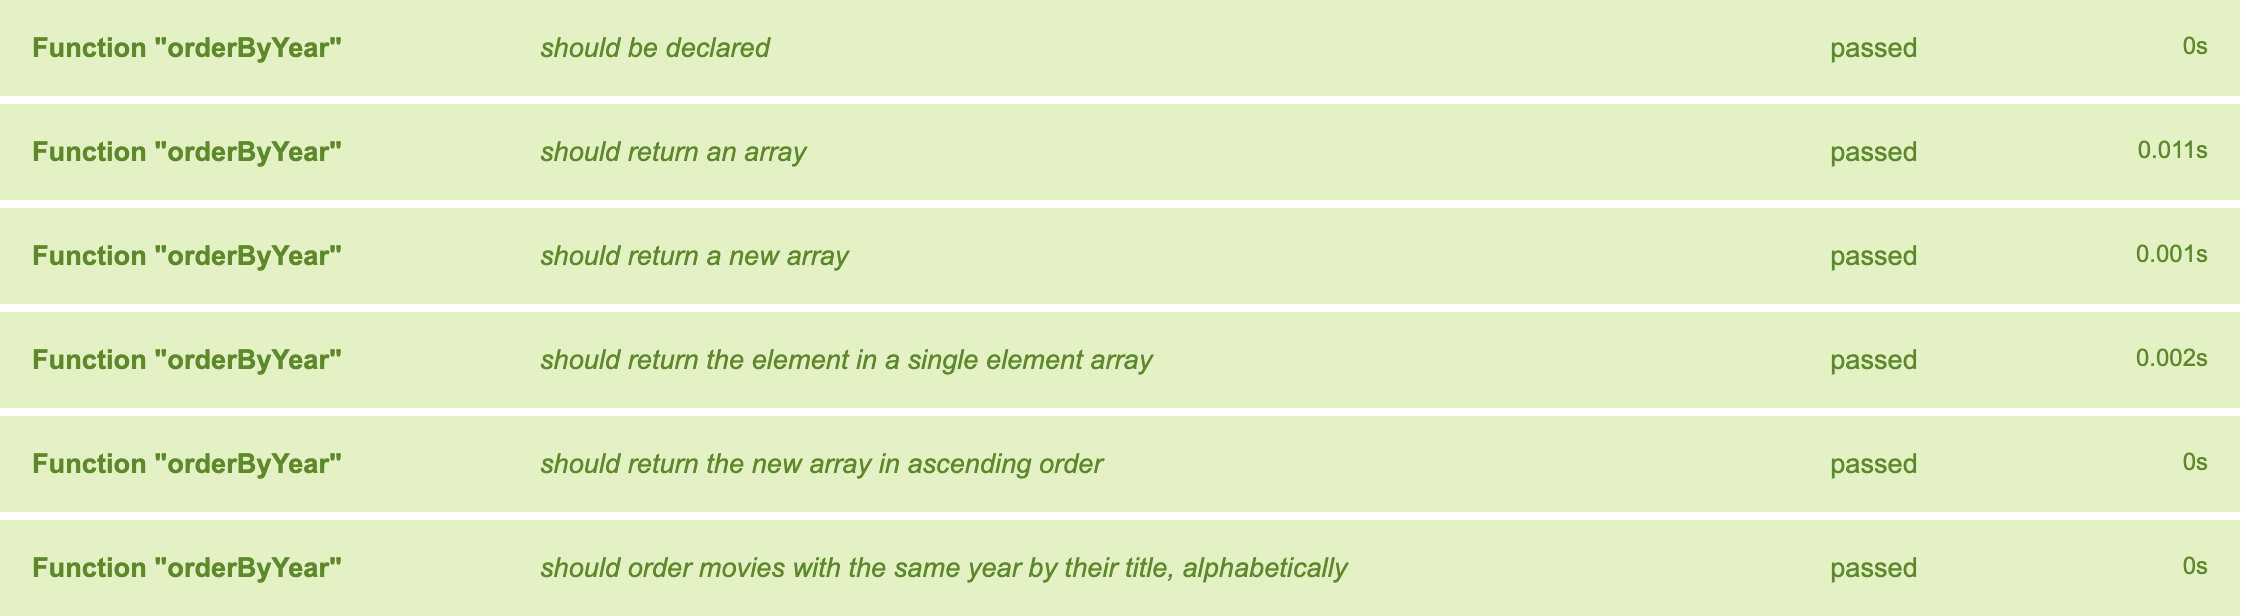 Function "orderByYear" should be declared passed 0s
Function "orderByYear" should return an array passed 0.011s
Function "orderByYear" should return a new array passed 0.001s
Function "orderByYear" should return the element in a single element array passed 0.002s
Function "orderByYear" should return the new array in ascending order passed 0s
Function "orderByYear" should order movies with the same year by their title, alphabetically passed 0s